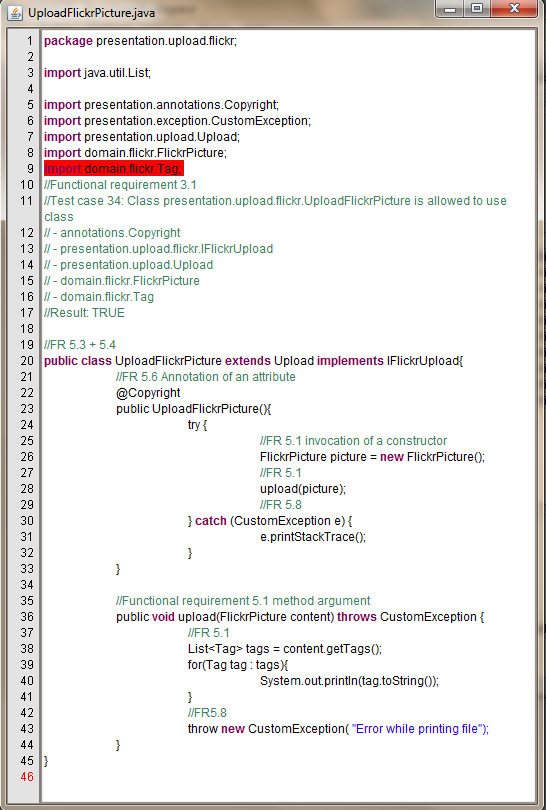 UploadFlickrPicture.java
1 package presentation.upload.flickr;
2
3 import java.util.List;
4
5 import presentation.annotations.Copyright;
6 import presentation.exception.CustomException;
7 import presentation.upload.Upload;
8 import domain.flickr.FlickrPicture;
9 import domain.flickr.Tag;
10 //Functional requirement 3.1
11 //Test case 34: Class presentation.upload.flickr.UploadFlickrPicture is allowed to use
class
12 // - annotations.Copyright
13 // - presentation.upload.flickr.IFlickrUpload
14 // - presentation.upload.Upload
15 // - domain.flickr.FlickrPicture
16 // - domain.flickr.Tag
17 //Result: TRUE
18
19 //FR 5.3 + 5.4
20 public class UploadFlickrPicture extends Upload implements IFlickrUpload{
21 //FR 5.6 Annotation of an attribute
22 @Copyright
23 public UploadFlickrPicture(){
24 try {
25 //FR 5.1 invocation of a constructor
26 FlickrPicture picture = new FlickrPicture();
27 //FR 5.1
28 upload(picture);
29 //FR 5.8
30 } catch (CustomException e) {
31 e.printStackTrace();
32 }
33 }
34
35 //Functional requirement 5.1 method argument
36 public void upload(FlickrPicture content) throws CustomException {
37 //FR 5.1
38 List<Tag> tags = content.getTags();
39 for(Tag tag : tags){
40 System.out.println(tag.toString());
41 }
42 //FR5.8
43 throw new CustomException( "Error while printing file");
44 }
45 }
46